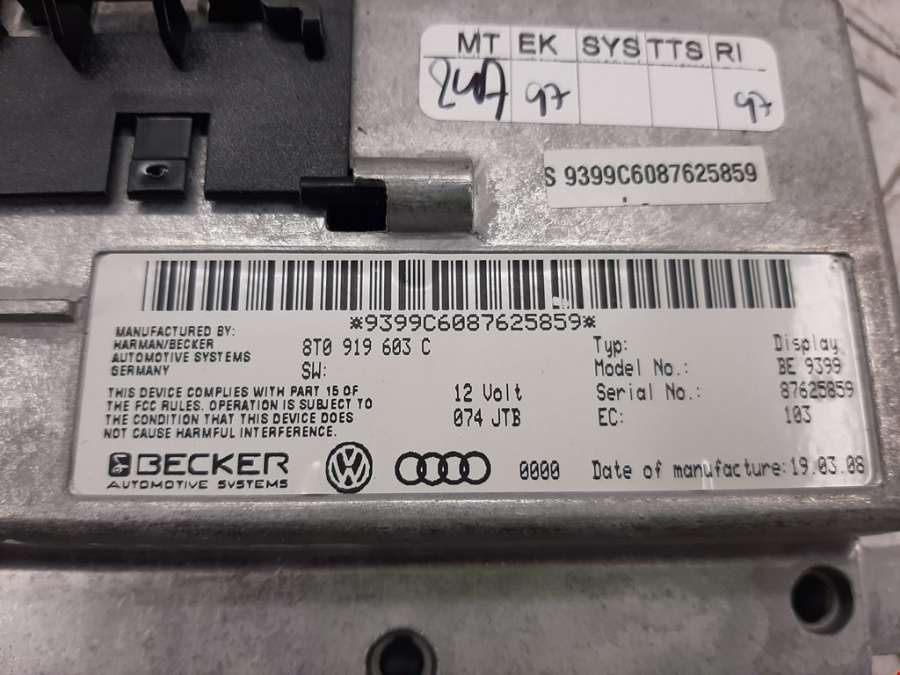 MT EK SYS TTS RI
97 97
S 9399C6087625859
*9399C6087625859*
MANUFACTURED BY:
HARMAN/BECKER
AUTOMOTIVE SYSTEMS
GERMANY
8T0 919 603 C
SW:
Typ: Display
Model No.: BE 9399
Serial No.: 87625859
EC: 103
THIS DEVICE COMPLIES WITH PART 15 OF
THE FCC RULES. OPERATION IS SUBJECT TO
THE CONDITION THAT THIS DEVICE DOES
NOT CAUSE HARMFUL INTERFERENCE.
12 Volt
074 JTB
BECKER
AUTOMOTIVE SYSTEMS
0000
Date of manufacture: 19.03.08